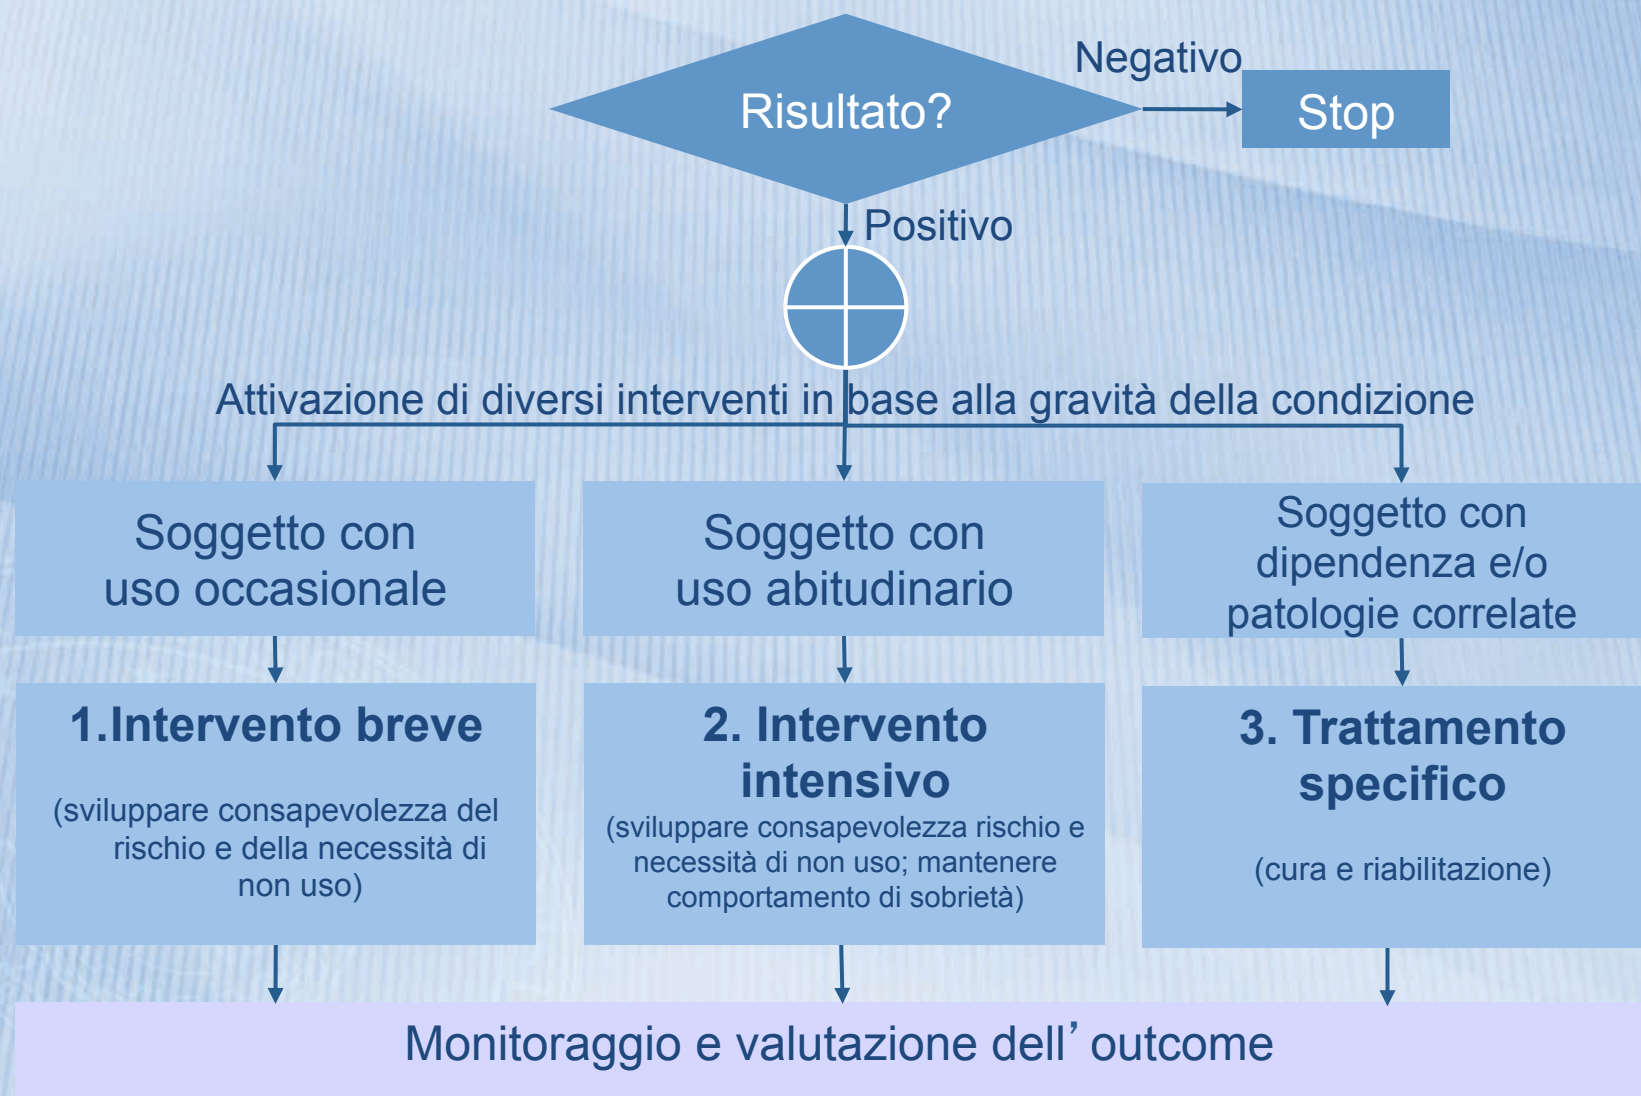 Negativo
Risultato?
Stop
Positivo
Attivazione di diversi interventi in base alla gravità della condizione
Soggetto con
uso occasionale
Soggetto con
uso abitudinario
Soggetto con
dipendenza e/o
patologie correlate
1.Intervento breve
(sviluppare consapevolezza del
rischio e della necessità di
non uso)
2. Intervento
intensivo
(sviluppare consapevolezza rischio e
necessità di non uso; mantenere
comportamento di sobrietà)
3. Trattamento
specifico
(cura e riabilitazione)
Monitoraggio e valutazione dell’ outcome